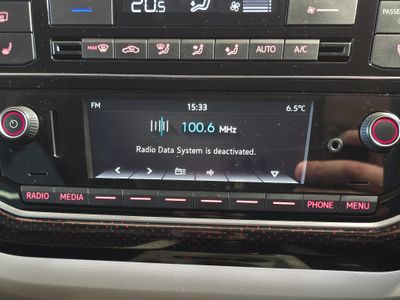 20.5
MAX AUTO A/C PASSE
FM 15:33 6.5°C
100.6 MHz
Radio Data System is deactivated.
RADIO MEDIA PHONE MENU